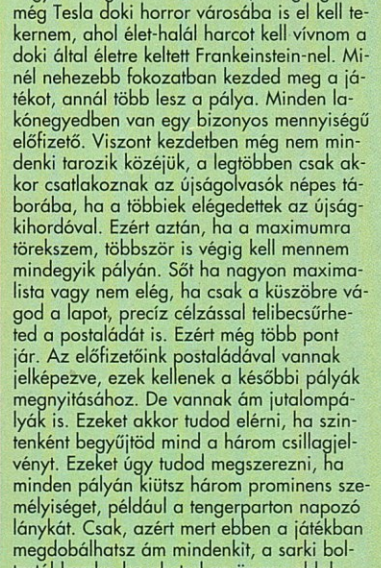 még Tesla doki horror városába is el kell te-
kernem, ahol élet-halál harcot kell vívnom a
doki által életre keltett Frankeinstein-nel. Mi-
nél nehezebb fokozatban kezded meg a já-
tékot, annál több lesz a pálya. Minden la-
kónegyedben van egy bizonyos mennyiségű
előfizető. Viszont kezdetben még nem min-
denki tarozik közéjük, a legtöbben csak ak-
kor csatlakoznak az újságolvasók népes tá-
borába, ha a többiek elégedettek az újság-
kihordóval. Ezért aztán, ha a maximumra
törekszem, többször is végig kell mennem
mindegyik pályán. Sőt ha nagyon maxima-
lista vagy nem elég, ha csak a küszöbre vá-
god a lapot, precíz célzással telibecsűrhe-
ted a postaládát is. Ezért még több pont
jár. Az előfizetőink postaládával vannak
jelképezve, ezek kellenek a későbbi pályák
megnyitásához. De vannak ám jutalompá-
lyák is. Ezeket akkor tudod elérni, ha szin-
tenként begyűjtöd mind a három csillagjel-
vényt. Ezeket úgy tudod megszerezni, ha
minden pályán kiütsz három prominens sze-
mélyiséget, például a tengerparton napozó
lánykát. Csak, azért mert ebben a játékban
megdobálhatsz ám mindenkit, a sarki bol-